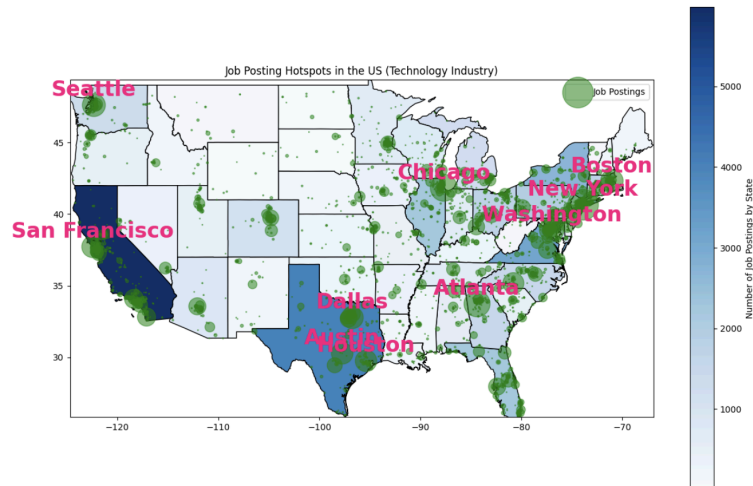 Job Posting Hotspots in the US (Technology Industry)
Job Postings
Seattle
Chicago
Boston
New York
Washington
San Francisco
Atlanta
Dallas
Austin
Houston
45
40
35
30
−120
−110
−100
−90
−80
−70
5000
4000
3000
2000
1000
Number of Job Postings by State